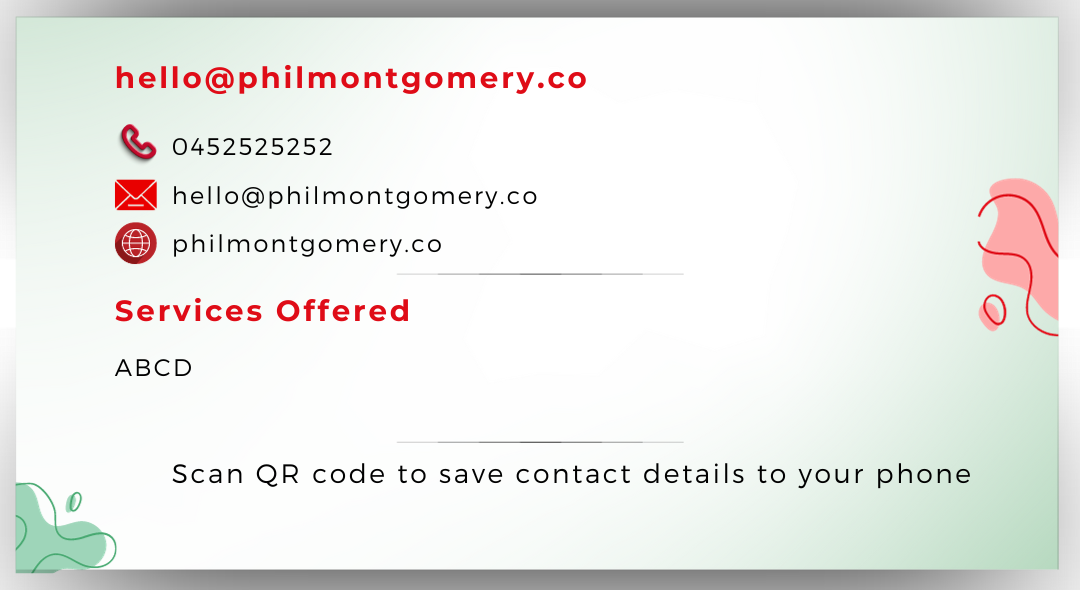 hello@philmontgomery.co
0452525252
hello@philmontgomery.co
philmontgomery.co
Services Offered
ABCD
Scan QR code to save contact details to your phone